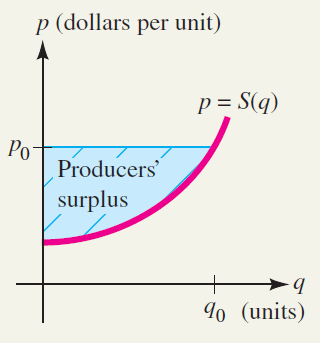 p (dollars per unit)
p = S(q)
p₀
Producers'
surplus
q
q₀ (units)